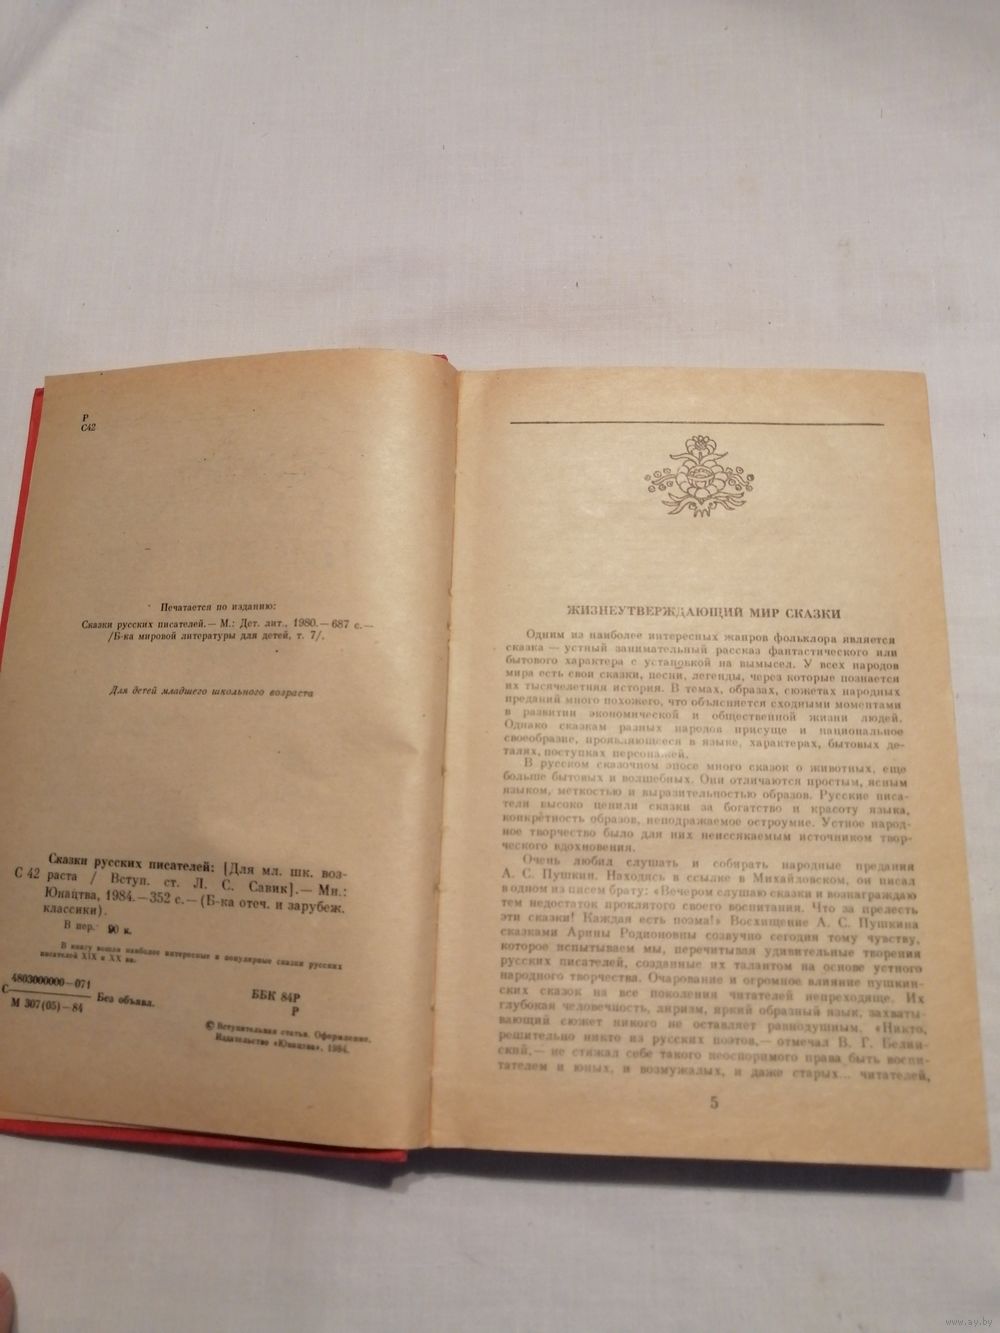 Р
С42
Печатается по изданию:
Сказки русских писателей.— М.: Дет. лит., 1980.— 687 с.—
/Б-ка мировой литературы для детей, т. 7/.
Для детей младшего школьного возраста
Сказки русских писателей: [Для мл. шк. воз-
С 42 раста / Вступ. ст. Л. С. Савик].— Мн.:
Юнацтва, 1984.— 352 с.— (Б-ка отеч. и зарубеж.
классики).
В пер. 90 к.
В книгу вошли наиболее интересные и популярные сказки русских
писателей XIX и XX вв.
С 4803000000—071
М 307(05)—84 Без объявл.
ББК 84Р
Р
© Вступительная статья. Оформление.
Издательство «Юнацтва», 1984.
ЖИЗНЕУТВЕРЖДАЮЩИЙ МИР СКАЗКИ
Одним из наиболее интересных жанров фольклора является
сказка — устный занимательный рассказ фантастического или
бытового характера с установкой на вымысел. У всех народов
мира есть свои сказки, песни, легенды, через которые познается
их тысячелетняя история. В темах, образах, сюжетах народных
преданий много похожего, что объясняется сходными моментами
в развитии экономической и общественной жизни людей.
Однако сказкам разных народов присуще и национальное
своеобразие, проявляющееся в языке, характерах, бытовых де-
талях, поступках персонажей.
В русском сказочном эпосе много сказок о животных, еще
больше бытовых и волшебных. Они отличаются простым, ясным
языком, меткостью и выразительностью образов. Русские писа-
тели высоко ценили сказки за богатство и красоту языка,
конкретность образов, неподражаемое остроумие. Устное народ-
ное творчество было для них неиссякаемым источником твор-
ческого вдохновения.
Очень любил слушать и собирать народные предания
А. С. Пушкин. Находясь в ссылке в Михайловском, он писал
в одном из писем брату: «Вечером слушаю сказки и вознаграждаю
тем недостаток проклятого своего воспитания. Что за прелесть
эти сказки! Каждая есть поэма!» Восхищение А. С. Пушкина
сказками Арины Родионовны созвучно сегодня тому чувству,
которое испытываем мы, перечитывая удивительные творения
русских писателей, созданные их талантом на основе устного
народного творчества. Очарование и огромное влияние пушкин-
ских сказок на все поколения читателей непреходяще. Их
глубокая человечность, лиризм, яркий образный язык, захваты-
вающий сюжет никого не оставляет равнодушным. «Никто,
решительно никто из русских поэтов,— отмечал В. Г. Белин-
ский,— не стяжал себе такого неоспоримого права быть воспи-
тателем и юных, и возмужалых, и даже старых... читателей,
5
www.ay.by